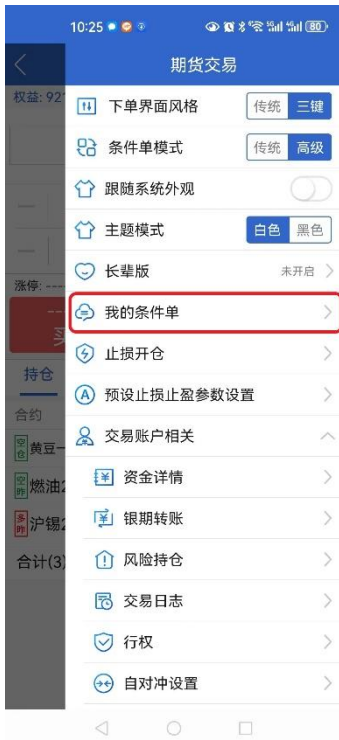 10:25
80
期货交易
权益: 92
下单界面风格
传统
三键
条件单模式
传统
高级
跟随系统外观
主题模式
白色
黑色
长辈版
未开启
涨停: ----
我的条件单
买
止损开仓
持仓
预设止损止盈参数设置
合约
交易账户相关
空仓
黄豆一
资金详情
空昨
燃油2
银期转账
多昨
沪锡2
风险持仓
合计(3)
交易日志
行权
自对冲设置